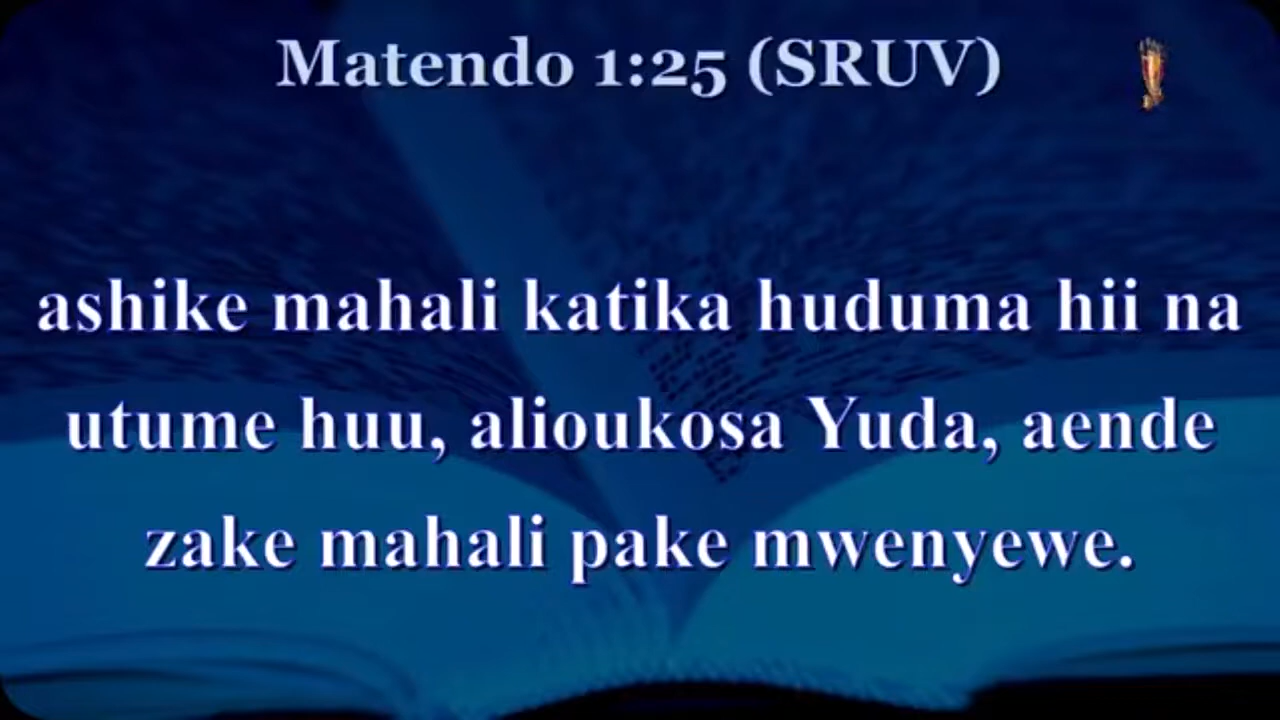 Matendo 1:25 (SRUV)
ashike mahali katika huduma hii na
utume huu, alioukosa Yuda, aende
zake mahali pake mwenyewe.